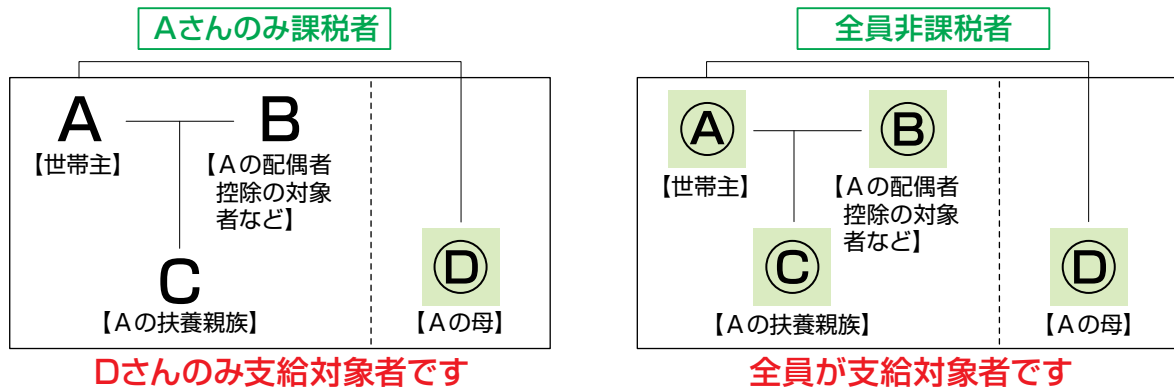 Aさんのみ課税者
A
【世帯主】
B
【Aの配偶者
控除の対象
者など】
C
【Aの扶養親族】
D
【Aの母】
Dさんのみ支給対象者です
全員非課税者
A
【世帯主】
B
【Aの配偶者
控除の対象
者など】
C
【Aの扶養親族】
D
【Aの母】
全員が支給対象者です